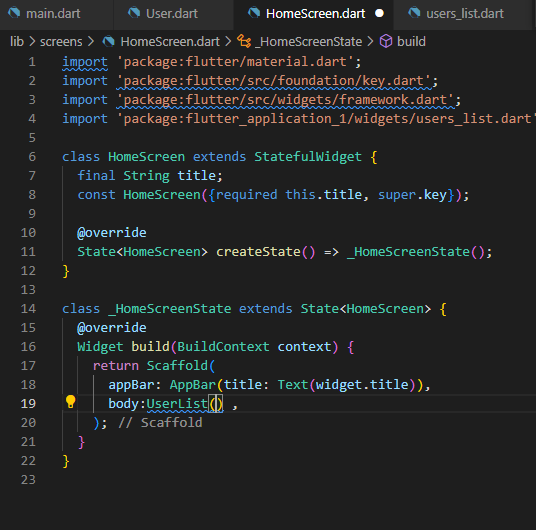 main.dart User.dart HomeScreen.dart users_list.dart
lib > screens > HomeScreen.dart > _HomeScreenState > build
1 import 'package:flutter/material.dart';
2 import 'package:flutter/src/foundation/key.dart';
3 import 'package:flutter/src/widgets/framework.dart';
4 import 'package:flutter_application_1/widgets/users_list.dart'
5
6 class HomeScreen extends StatefulWidget {
7 final String title;
8 const HomeScreen({required this.title, super.key});
9
10 @override
11 State<HomeScreen> createState() => _HomeScreenState();
12 }
13
14 class _HomeScreenState extends State<HomeScreen> {
15 @override
16 Widget build(BuildContext context) {
17 return Scaffold(
18 appBar: AppBar(title: Text(widget.title)),
19 body:UserList() ,
20 ); // Scaffold
21 }
22 }
23